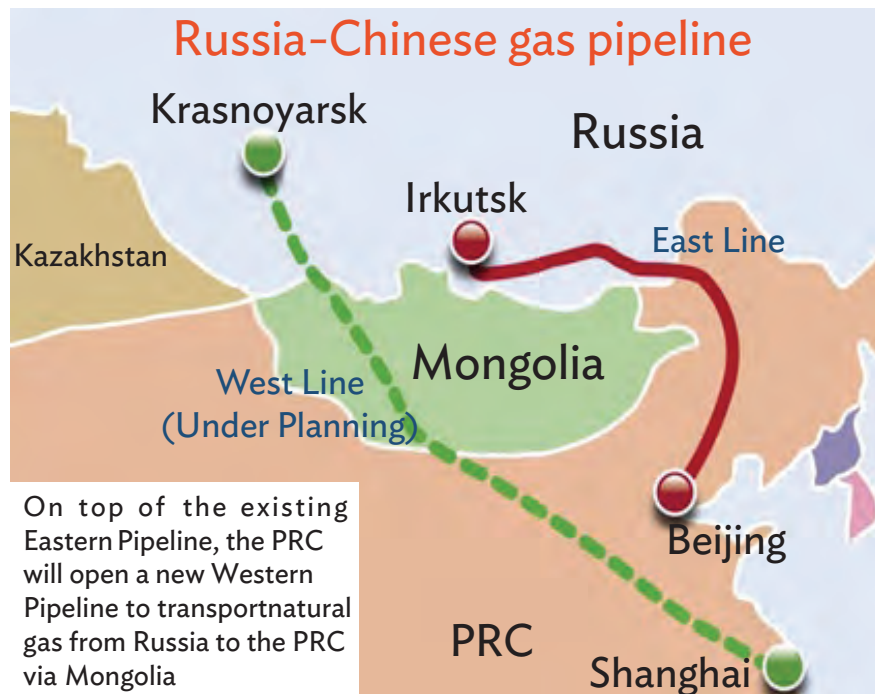 Russia-Chinese gas pipeline
Krasnoyarsk
Russia
Irkutsk
East Line
Kazakhstan
Mongolia
West Line
(Under Planning)
On top of the existing
Eastern Pipeline, the PRC
will open a new Western
Pipeline to transportnatural
gas from Russia to the PRC
via Mongolia
Beijing
PRC
Shanghai